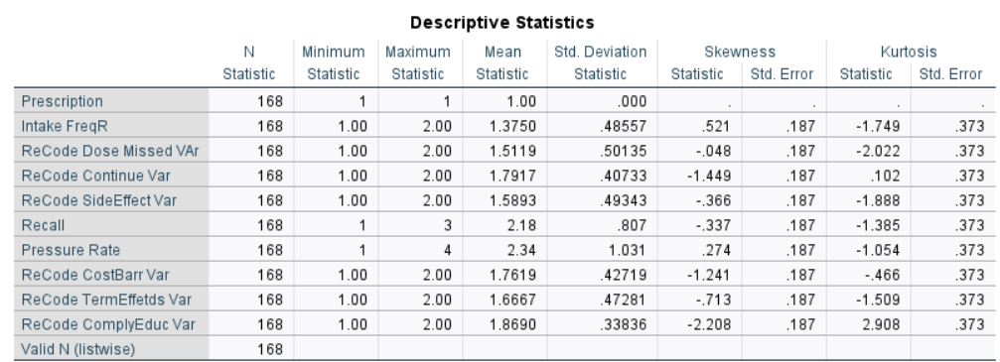 Descriptive Statistics
N Minimum Maximum Mean Std. Deviation Skewness Kurtosis
Statistic Statistic Statistic Statistic Statistic Statistic Std. Error Statistic Std. Error
Prescription 168 1 1 1.00 .000 . . . .
Intake FreqR 168 1.00 2.00 1.3750 .48557 .521 .187 -1.749 .373
ReCode Dose Missed VAr 168 1.00 2.00 1.5119 .50135 -.048 .187 -2.022 .373
ReCode Continue Var 168 1.00 2.00 1.7917 .40733 -1.449 .187 .102 .373
ReCode SideEffect Var 168 1.00 2.00 1.5893 .49343 -.366 .187 -1.888 .373
Recall 168 1 3 2.18 .807 -.337 .187 -1.385 .373
Pressure Rate 168 1 4 2.34 1.031 .274 .187 -1.054 .373
ReCode CostBarr Var 168 1.00 2.00 1.7619 .42719 -1.241 .187 -.466 .373
ReCode TermEffetds Var 168 1.00 2.00 1.6667 .47281 -.713 .187 -1.509 .373
ReCode ComplyEduc Var 168 1.00 2.00 1.8690 .33836 -2.208 .187 2.908 .373
Valid N (listwise) 168